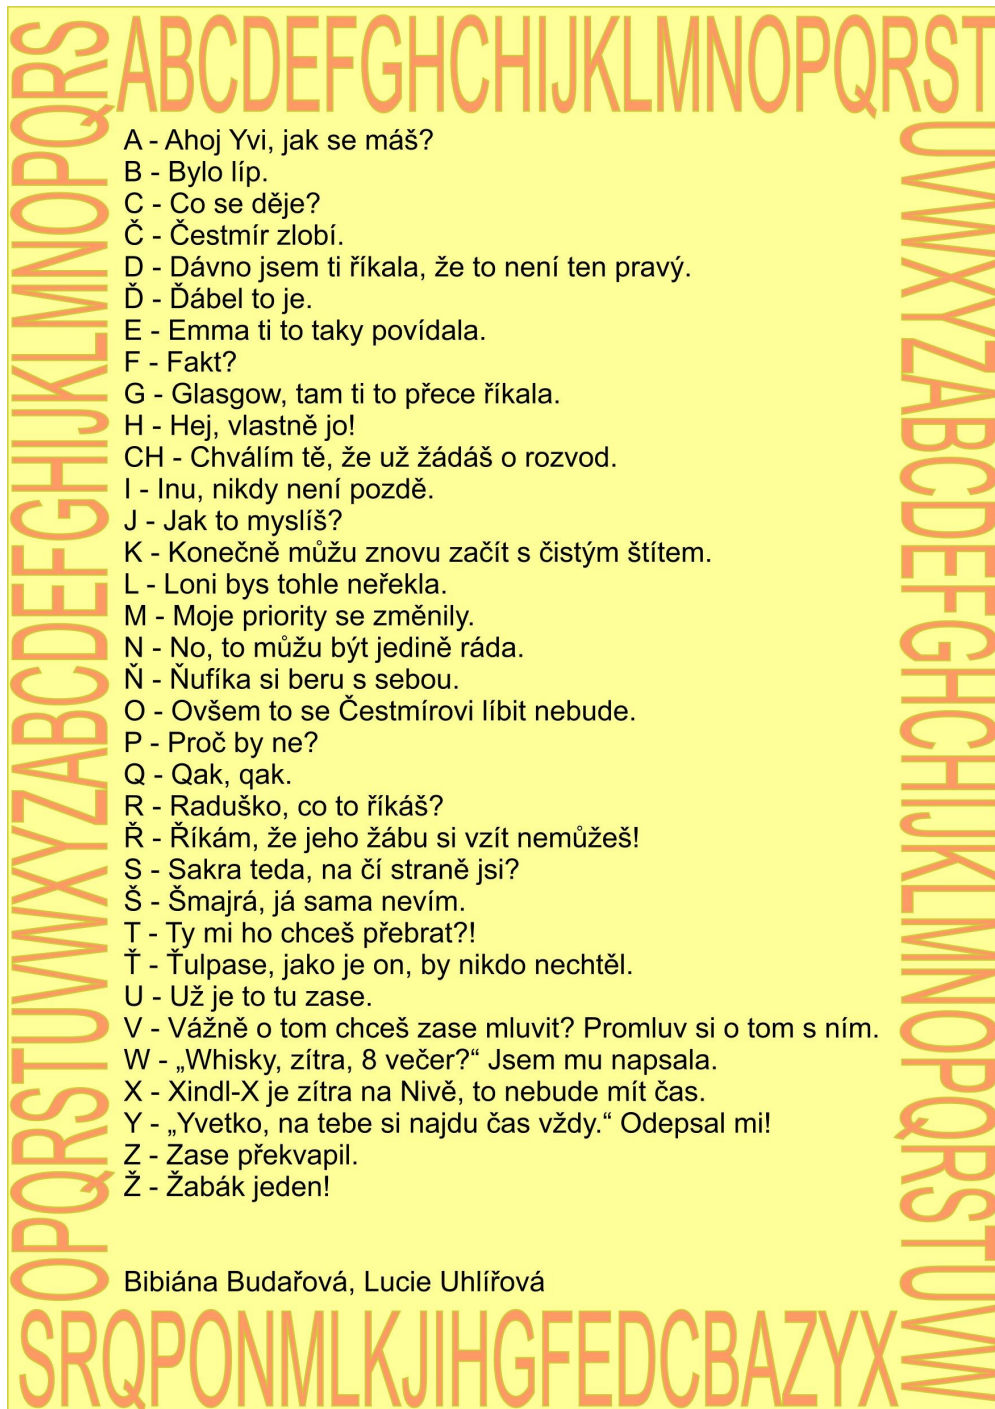 ABCDEFGHCHIJKLMNOPQRST
UVWXYZABCDEFGHCHIJKLMNOPQRSTUVW
OPQRSTUVWXYZABCDEFGHIJKLMNOPQRS
A - Ahoj Yvi, jak se máš?
B - Bylo líp.
C - Co se děje?
Č - Čestmír zlobí.
D - Dávno jsem ti říkala, že to není ten pravý.
Ď - Ďábel to je.
E - Emma ti to taky povídala.
F - Fakt?
G - Glasgow, tam ti to přece říkala.
H - Hej, vlastně jo!
CH - Chválím tě, že už žádáš o rozvod.
I - Inu, nikdy není pozdě.
J - Jak to myslíš?
K - Konečně můžu znovu začít s čistým štítem.
L - Loni bys tohle neřekla.
M - Moje priority se změnily.
N - No, to můžu být jedině ráda.
Ň - Ňufíka si beru s sebou.
O - Ovšem to se Čestmírovi líbit nebude.
P - Proč by ne?
Q - Qak, qak.
R - Raduško, co to říkáš?
Ř - Říkám, že jeho žábu si vzít nemůžeš!
S - Sakra teda, na čí straně jsi?
Š - Šmajrá, já sama nevím.
T - Ty mi ho chceš přebrat?!
Ť - Ťulpase, jako je on, by nikdo nechtěl.
U - Už je to tu zase.
V - Vážně o tom chceš zase mluvit? Promluv si o tom s ním.
W - „Whisky, zítra, 8 večer?“ Jsem mu napsala.
X - Xindl-X je zítra na Nivě, to nebude mít čas.
Y - „Yvetko, na tebe si najdu čas vždy.“ Odepsal mi!
Z - Zase překvapil.
Ž - Žabák jeden!
Bibiána Budařová, Lucie Uhlířová
SRQPONMLKJIHGFEDCBAZYX